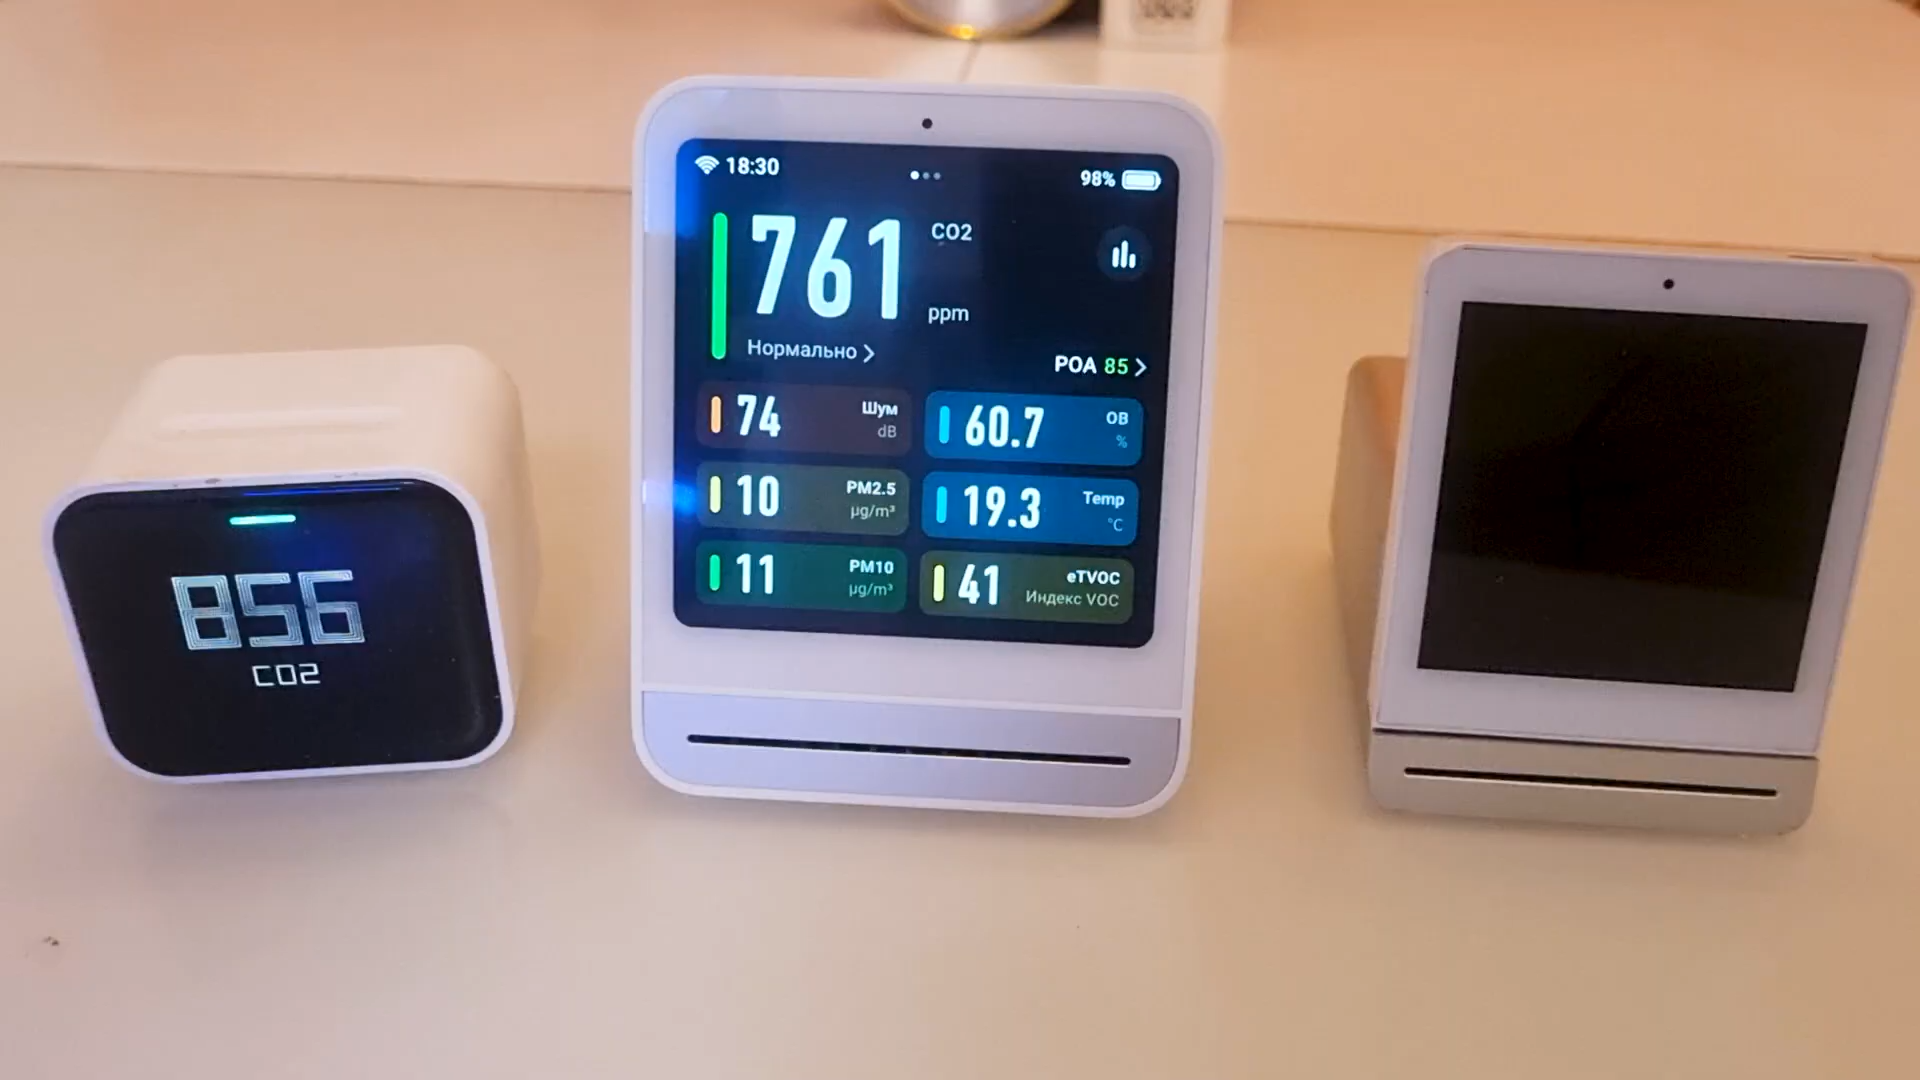 856
CO2
18:30
98%
761
CO2
ppm
Нормально
POA 85
74 Шум
dB
60.7 ОВ
%
10 PM2.5
µg/m³
19.3 Temp
°C
11 PM10
µg/m³
41 eTVOC
Индекс VOC